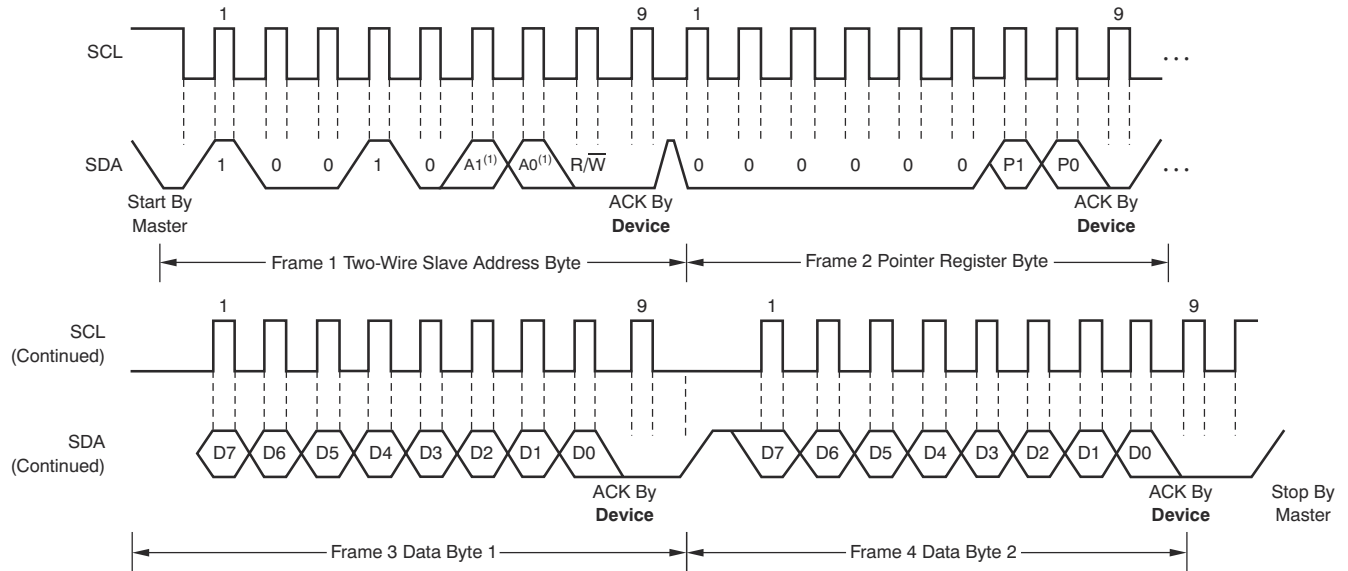 1 9 1 9
SCL ...
SDA 1 0 0 1 0 A1(1) A0(1) R/W̅ 0 0 0 0 0 0 P1 P0 ...
Start By Master
ACK By Device
ACK By Device
Frame 1 Two-Wire Slave Address Byte
Frame 2 Pointer Register Byte
1 9 1 9
SCL (Continued)
SDA (Continued) D7 D6 D5 D4 D3 D2 D1 D0 D7 D6 D5 D4 D3 D2 D1 D0
ACK By Device
ACK By Device
Stop By Master
Frame 3 Data Byte 1
Frame 4 Data Byte 2